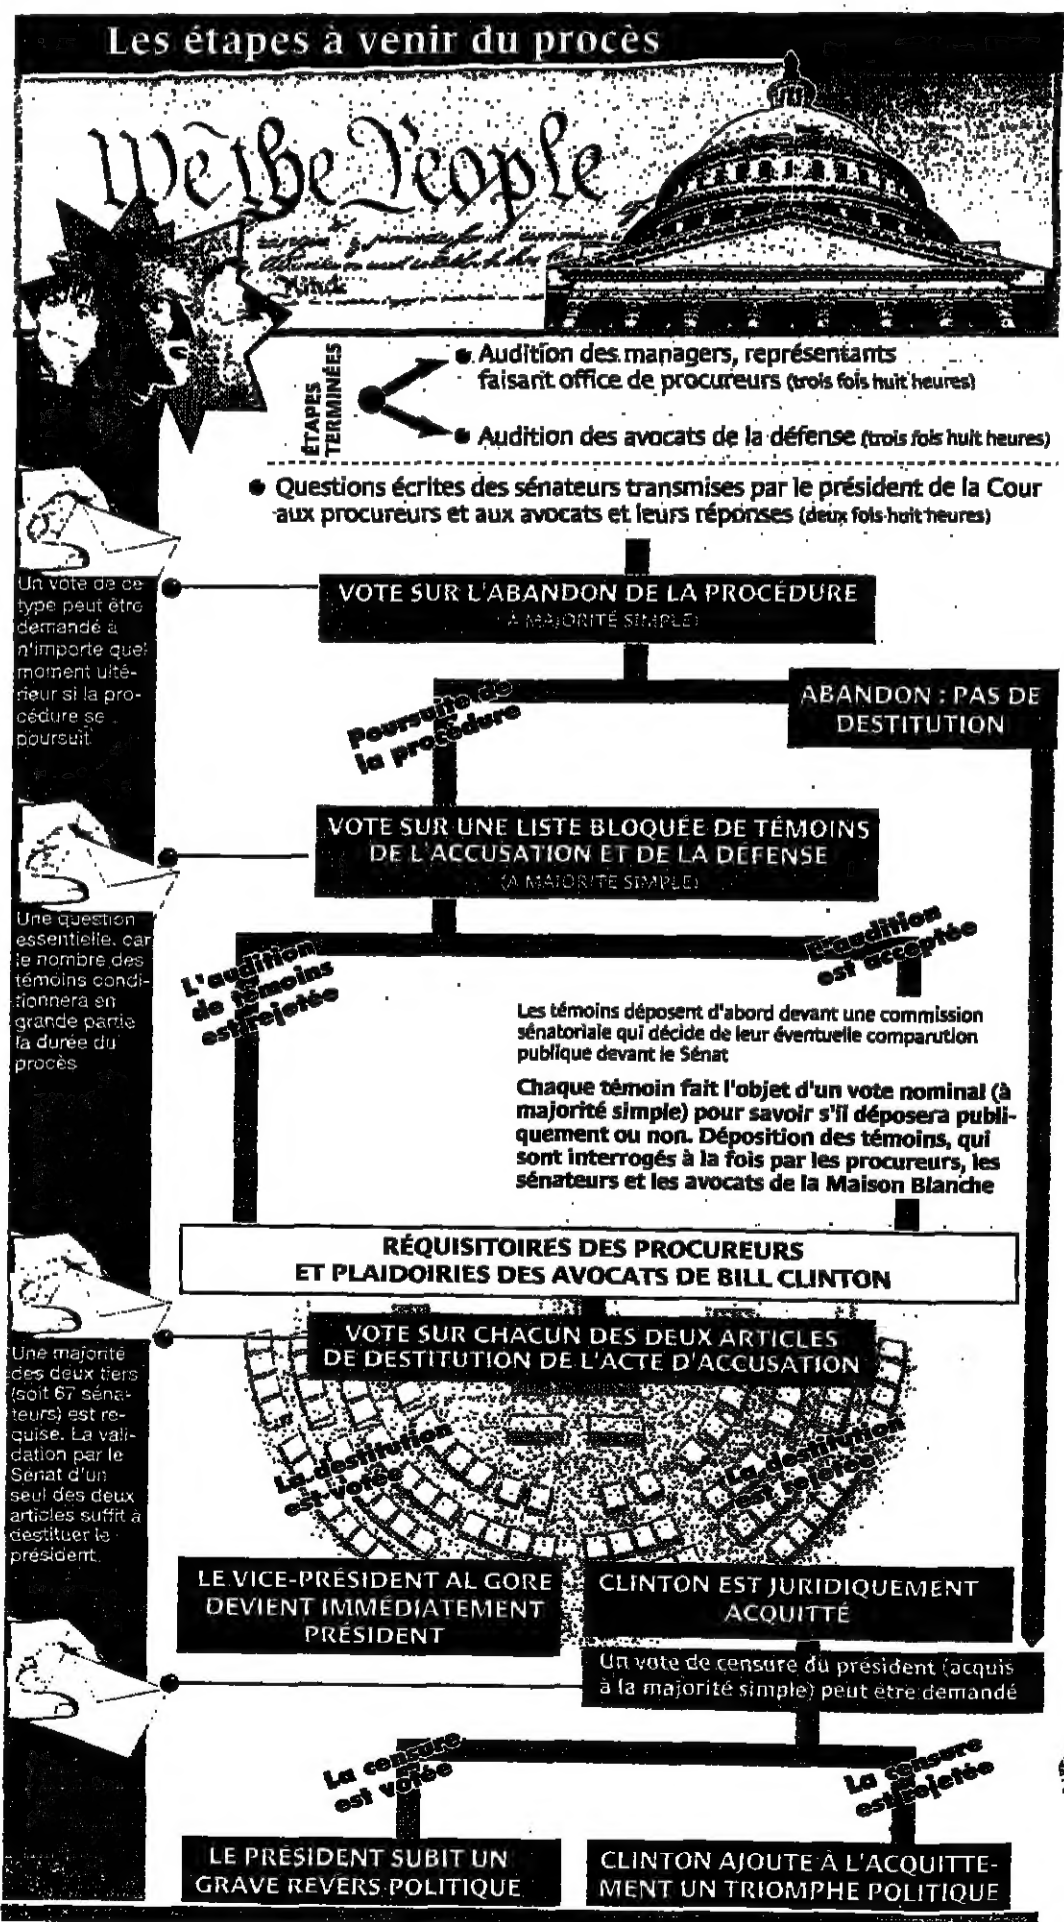 Les étapes à venir du procès
We the People
ÉTAPES
TERMINÉES
● Audition des managers, représentants
faisant office de procureurs (trois fois huit heures)
● Audition des avocats de la défense (trois fois huit heures)
● Questions écrites des sénateurs transmises par le président de la Cour
aux procureurs et aux avocats et leurs réponses (deux fois huit heures)
Un vote de ce
type peut être
demandé à
n'importe quel
moment ulté-
rieur si la pro-
cédure se
poursuit
VOTE SUR L'ABANDON DE LA PROCÉDURE
(À MAJORITÉ SIMPLE)
Poursuite de
la procédure
ABANDON : PAS DE
DESTITUTION
VOTE SUR UNE LISTE BLOQUÉE DE TÉMOINS
DE L'ACCUSATION ET DE LA DÉFENSE
(À MAJORITÉ SIMPLE)
Une question
essentielle, car
le nombre des
témoins condi-
tionnera en
grande partie
la durée du
procès
L'audition
de témoins
est rejetée
L'audition
est acceptée
Les témoins déposent d'abord devant une commission
sénatoriale qui décide de leur éventuelle comparution
publique devant le Sénat
Chaque témoin fait l'objet d'un vote nominal (à
majorité simple) pour savoir s'il déposera publi-
quement ou non. Déposition des témoins, qui
sont interrogés à la fois par les procureurs, les
sénateurs et les avocats de la Maison Blanche
RÉQUISITOIRES DES PROCUREURS
ET PLAIDOIRIES DES AVOCATS DE BILL CLINTON
VOTE SUR CHACUN DES DEUX ARTICLES
DE DESTITUTION DE L'ACTE D'ACCUSATION
Une majorité
des deux tiers
(soit 67 séna-
teurs) est re-
quise. La vali-
dation par le
Sénat d'un
seul des deux
articles suffit à
destituer le
président.
La destitution
est votée
La destitution
est rejetée
LE VICE-PRÉSIDENT AL GORE
DEVIENT IMMÉDIATEMENT
PRÉSIDENT
CLINTON EST JURIDIQUEMENT
ACQUITTÉ
Un vote de censure du président (acquis
à la majorité simple) peut être demandé
La censure
est votée
La censure
est rejetée
LE PRÉSIDENT SUBIT UN
GRAVE REVERS POLITIQUE
CLINTON AJOUTE À L'ACQUITTE-
MENT UN TRIOMPHE POLITIQUE